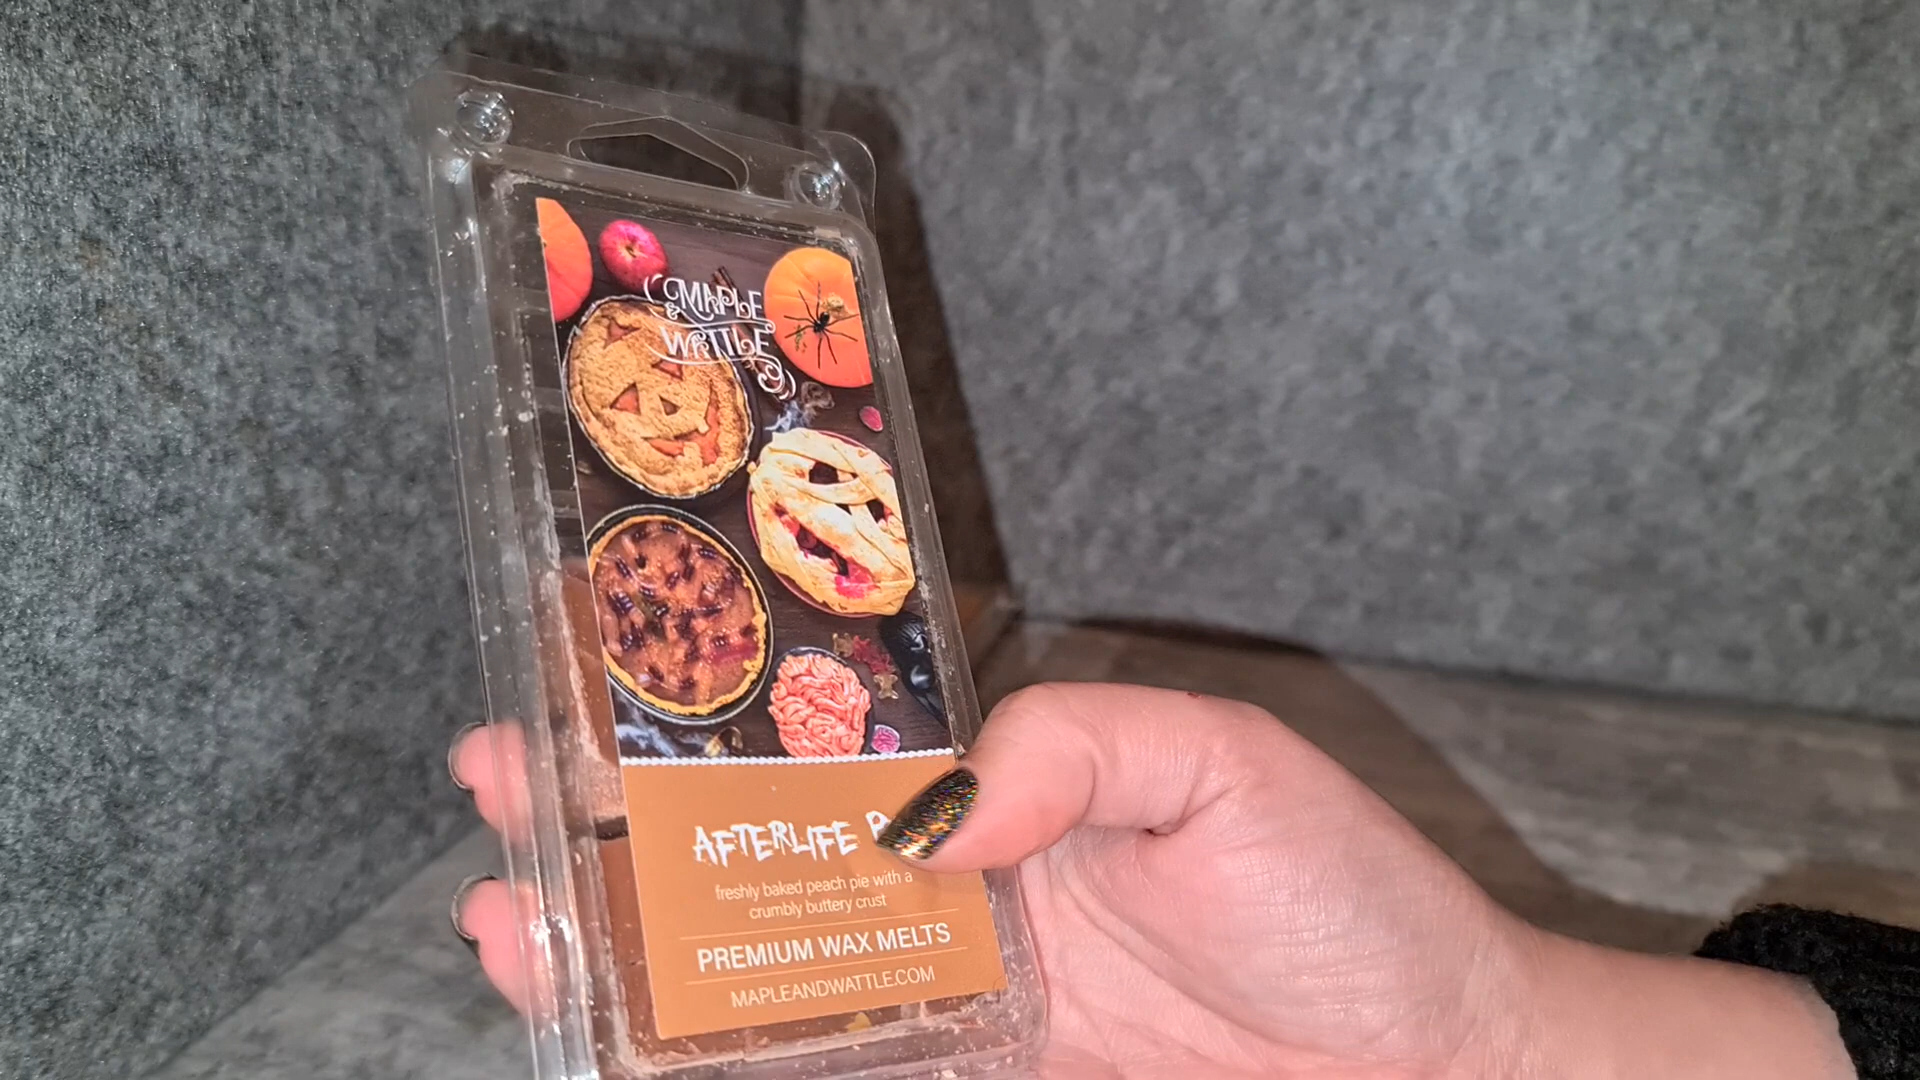 MAPLE
&
WATTLE
AFTERLIFE
freshly baked peach pie with a
crumbly buttery crust
PREMIUM WAX MELTS
MAPLEANDWATTLE.COM